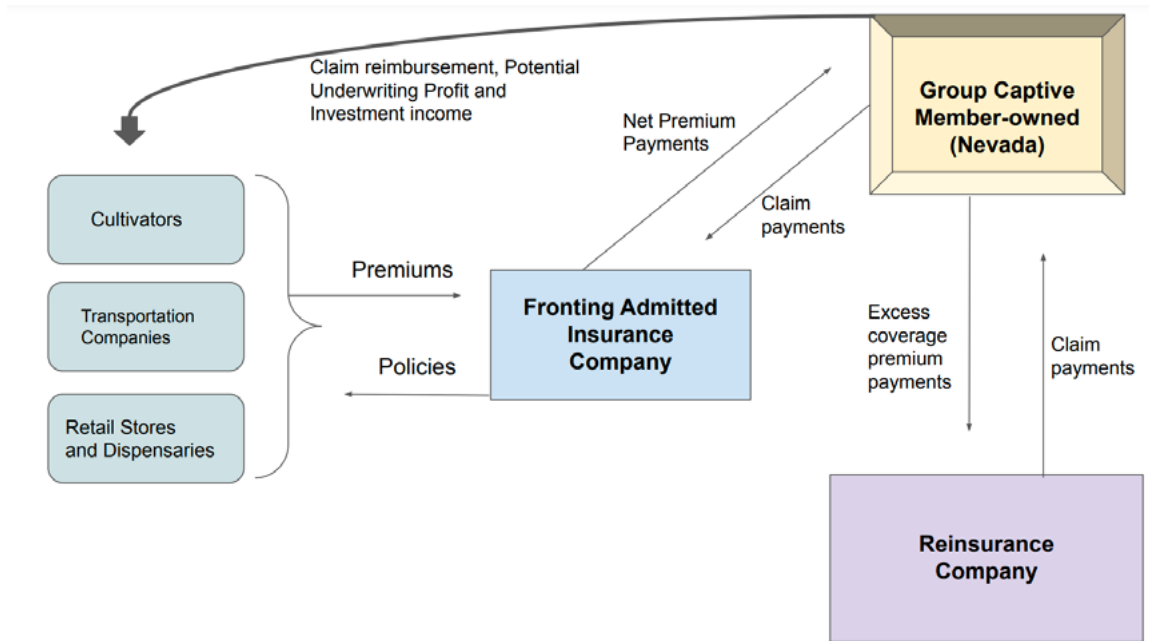 Claim reimbursement, Potential
Underwriting Profit and
Investment income
Group Captive
Member-owned
(Nevada)
Net Premium
Payments
Claim
payments
Cultivators
Transportation
Companies
Retail Stores
and Dispensaries
Premiums
Policies
Fronting Admitted
Insurance
Company
Excess
coverage
premium
payments
Claim
payments
Reinsurance
Company